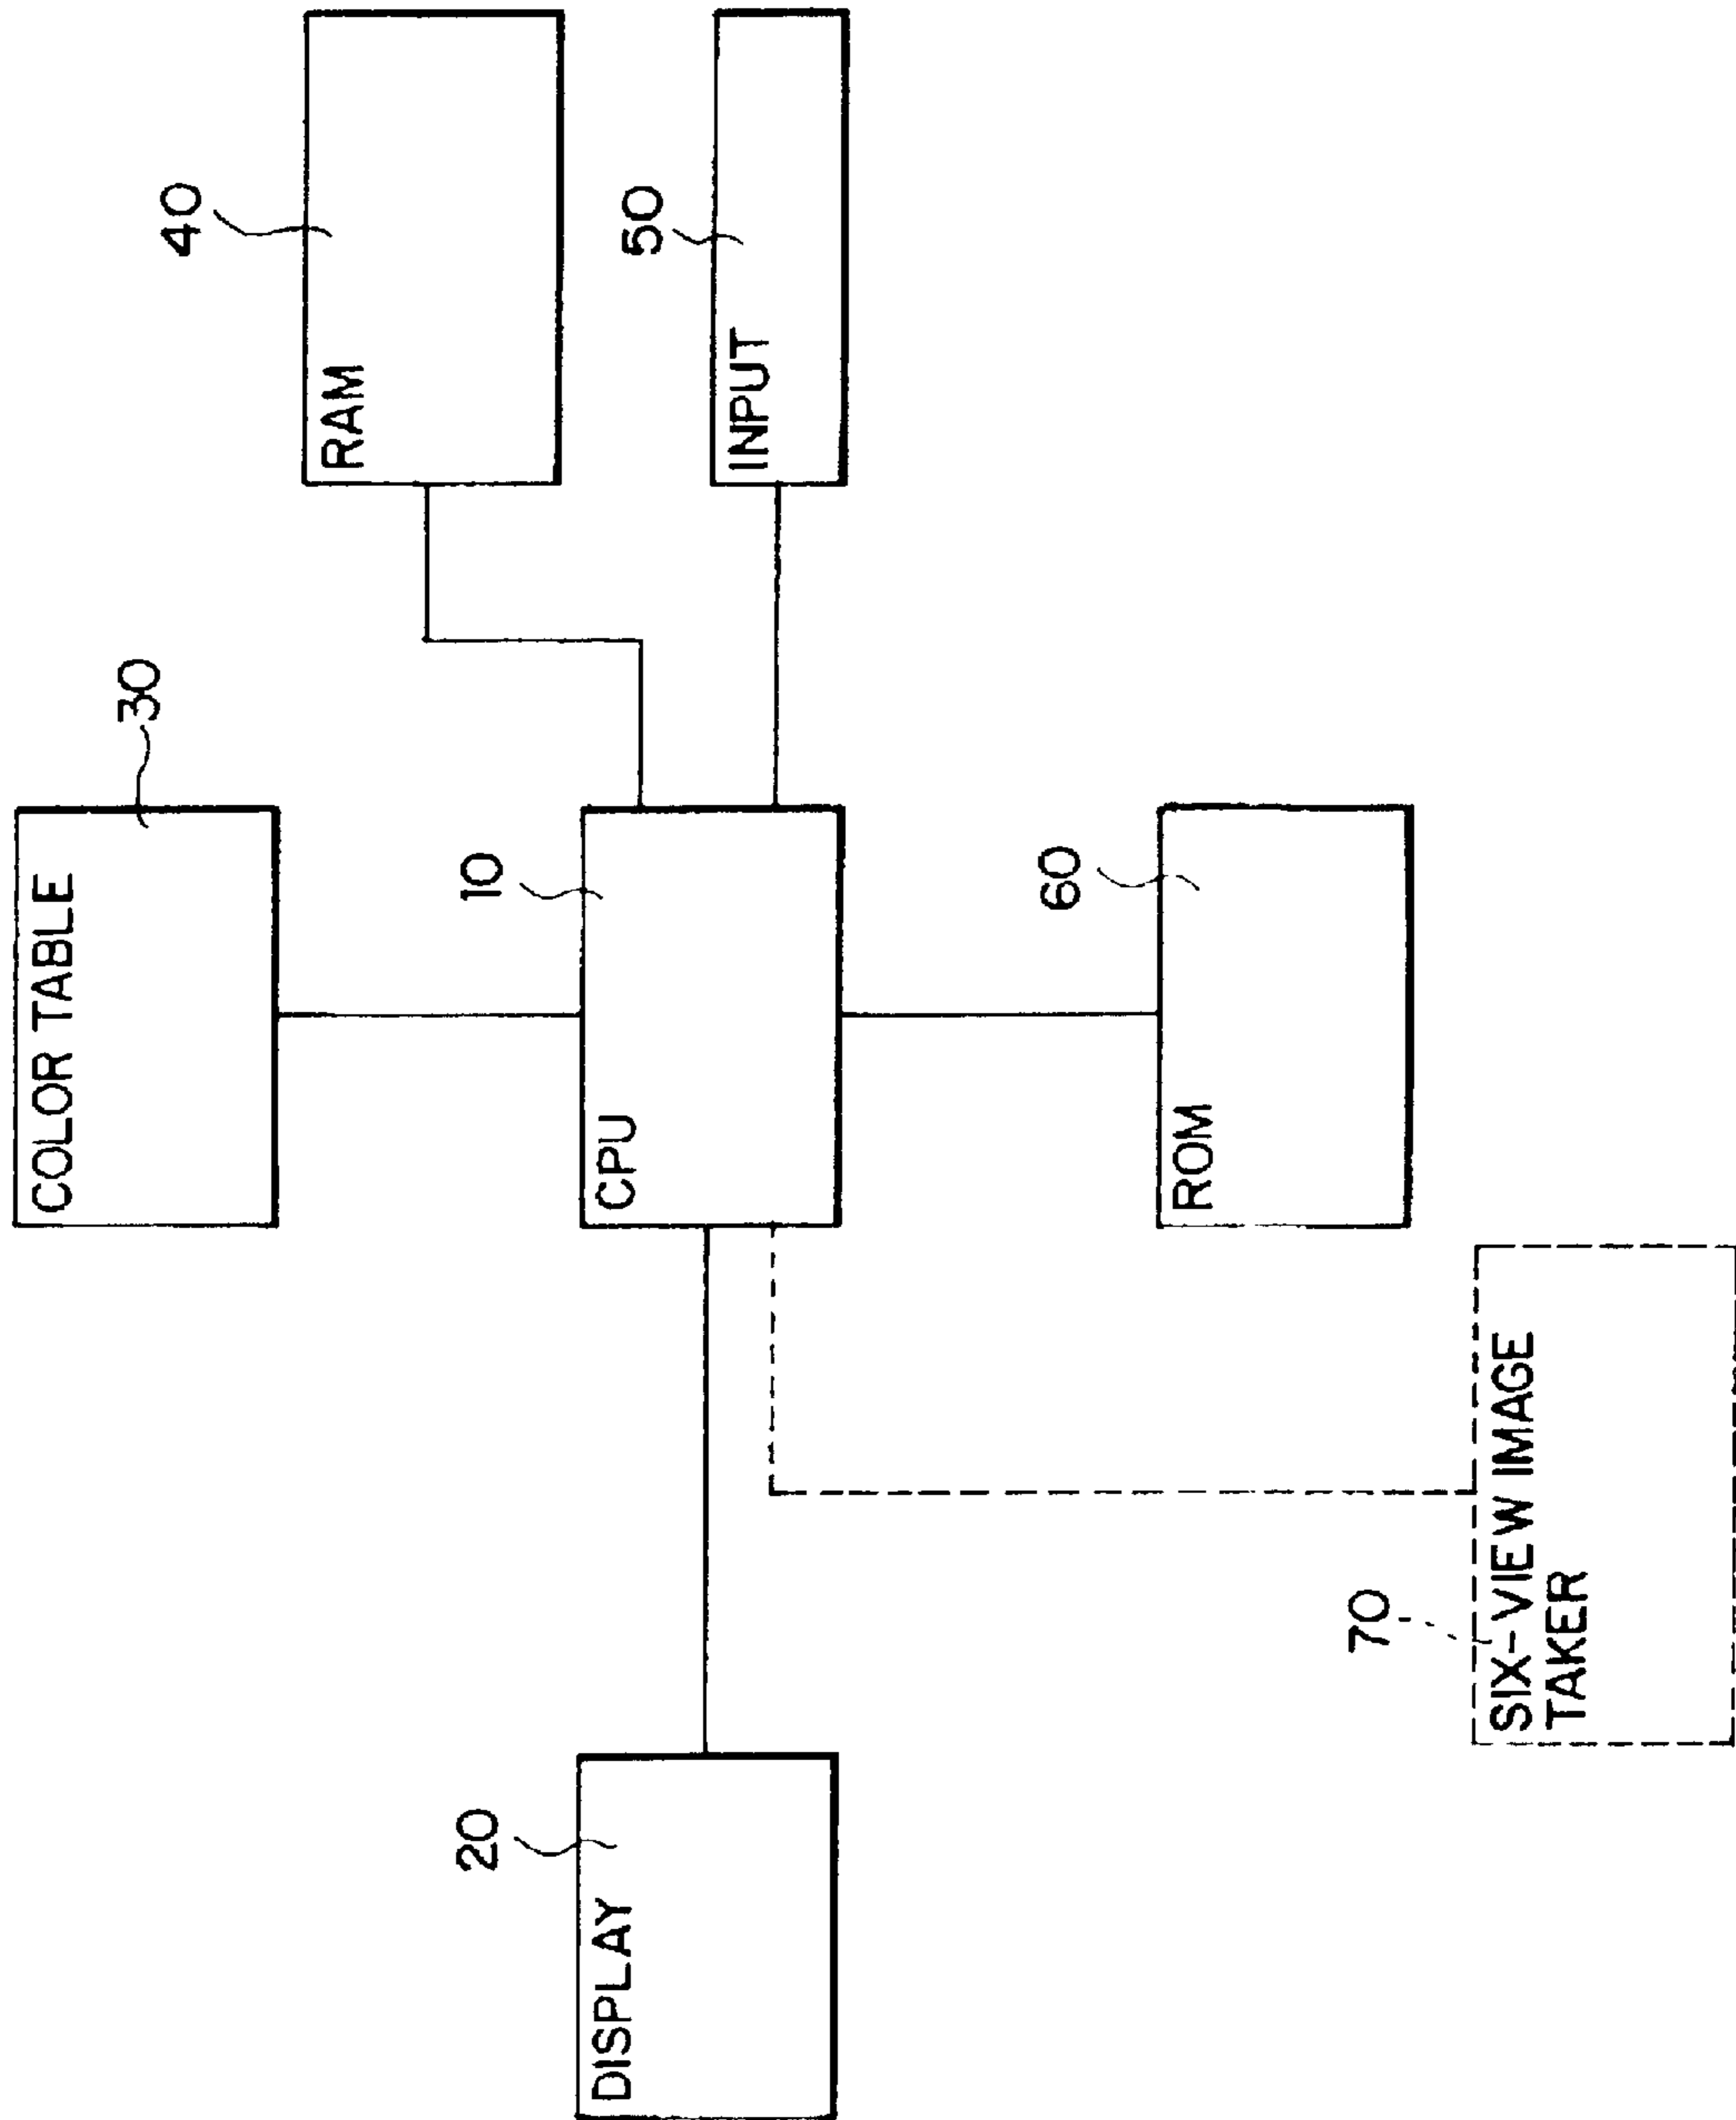 COLOR TABLE
30
RAM
40
DISPLAY
20
CPU
10
INPUT
50
ROM
60
SIX-VIEW IMAGE
TAKER
70